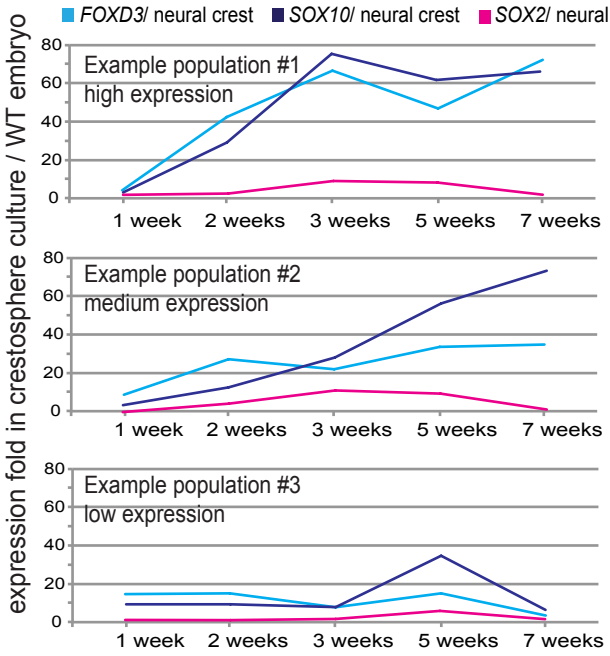 FOXD3/ neural crest SOX10/ neural crest SOX2/ neural
expression fold in crestosphere culture / WT embryo
80
60
40
20
0
Example population #1
high expression
1 week 2 weeks 3 weeks 5 weeks 7 weeks
80
60
40
20
0
Example population #2
medium expression
1 week 2 weeks 3 weeks 5 weeks 7 weeks
80
60
40
20
0
Example population #3
low expression
1 week 2 weeks 3 weeks 5 weeks 7 weeks